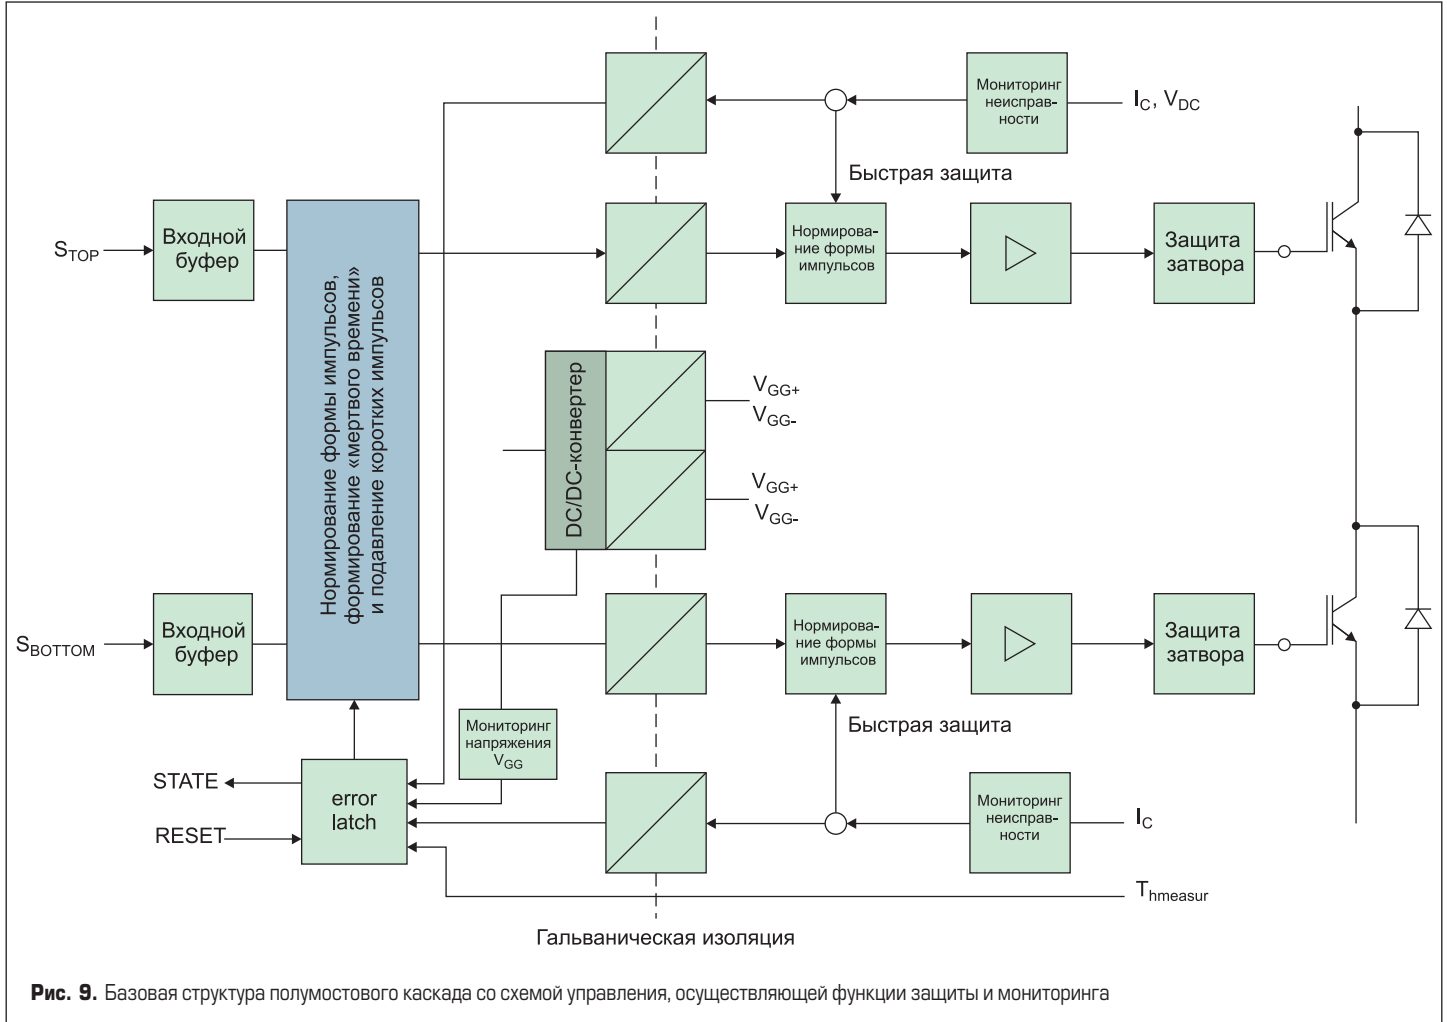 Мониторинг
неисправ-
ности
I_C, V_DC
Быстрая защита
S_TOP
Входной
буфер
Нормирование формы импульсов,
формирование «мертвого времени»
и подавление коротких импульсов
Нормирова-
ние формы
импульсов
Защита
затвора
DC/DC-конвертер
V_GG+
V_GG-
V_GG+
V_GG-
S_BOTTOM
Входной
буфер
Нормирова-
ние формы
импульсов
Защита
затвора
Мониторинг
напряжения
V_GG
Быстрая защита
STATE
RESET
error
latch
Мониторинг
неисправ-
ности
I_C
T_hmeasur
Гальваническая изоляция
Рис. 9. Базовая структура полумостового каскада со схемой управления, осуществляющей функции защиты и мониторинга